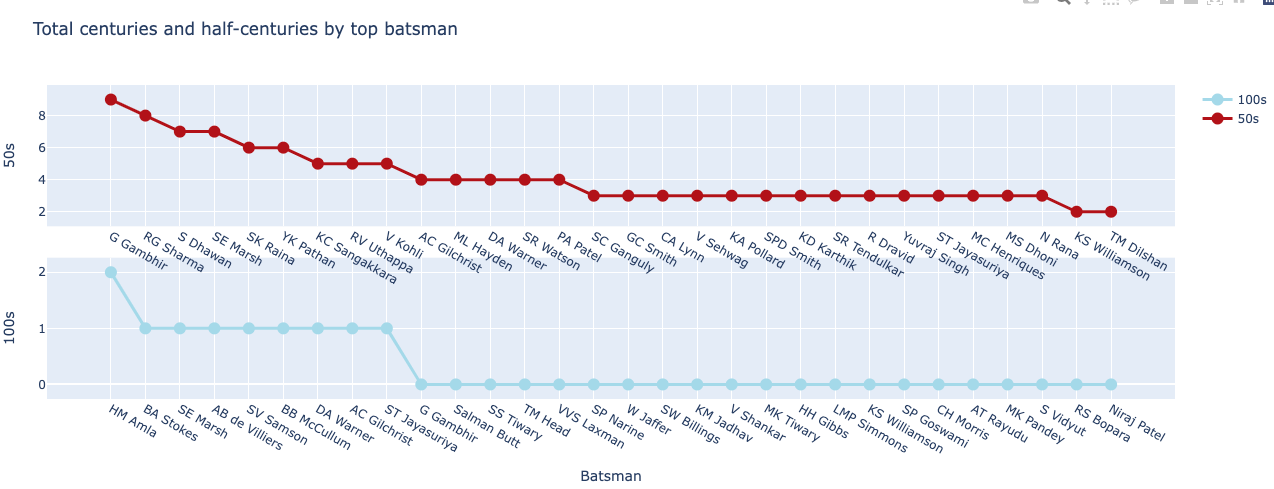 Total centuries and half-centuries by top batsman
100s
50s
50s
8
6
4
2
G Gambhir
RG Sharma
S Dhawan
SE Marsh
SK Raina
YK Pathan
KC Sangakkara
RV Uthappa
V Kohli
AC Gilchrist
ML Hayden
DA Warner
SR Watson
PA Patel
SC Ganguly
GC Smith
CA Lynn
V Sehwag
KA Pollard
SPD Smith
KD Karthik
SR Tendulkar
R Dravid
Yuvraj Singh
ST Jayasuriya
MC Henriques
MS Dhoni
N Rana
KS Williamson
TM Dilshan
100s
2
1
0
HM Amla
BA Stokes
SE Marsh
AB de Villiers
SV Samson
BB McCullum
DA Warner
AC Gilchrist
ST Jayasuriya
G Gambhir
Salman Butt
SS Tiwary
TM Head
VVS Laxman
SP Narine
W Jaffer
SW Billings
KM Jadhav
V Shankar
MK Tiwary
HH Gibbs
LMP Simmons
KS Williamson
SP Goswami
CH Morris
AT Rayudu
MK Pandey
S Vidyut
RS Bopara
Niraj Patel
Batsman